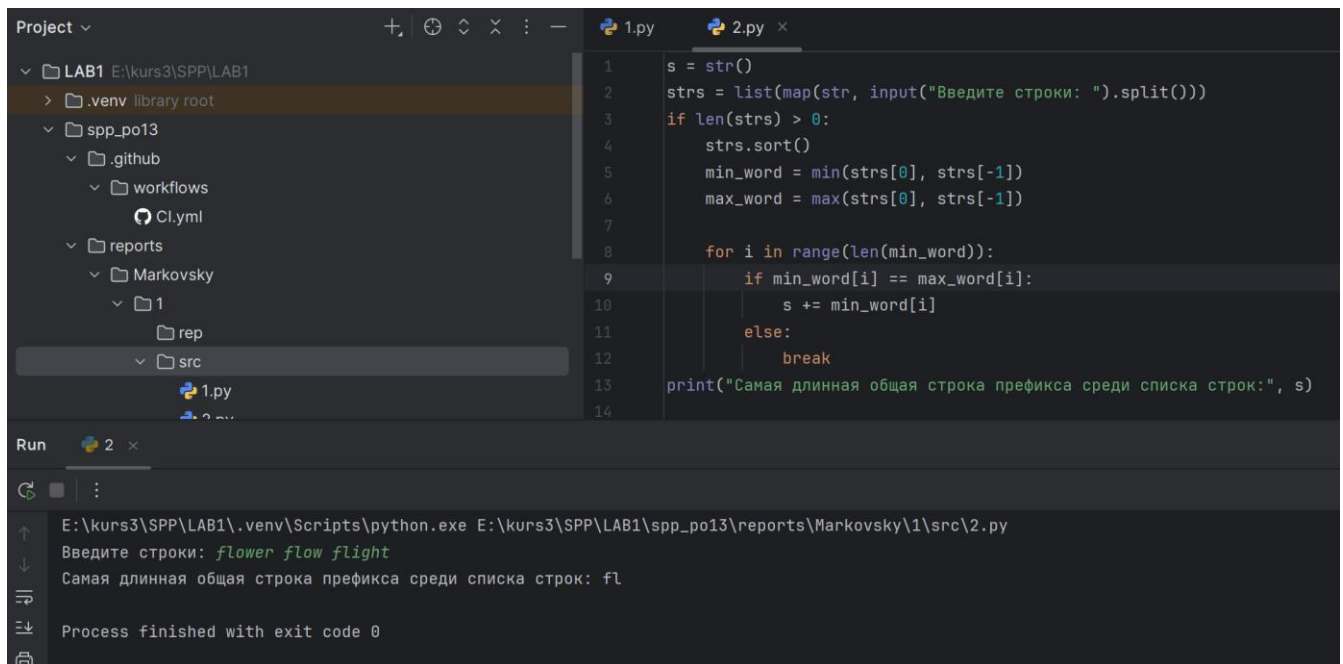 Project
LAB1 E:\kurs3\SPP\LAB1
.venv library root
spp_po13
.github
workflows
CI.yml
reports
Markovsky
1
rep
src
1.py
2.py
1.py 2.py
1 s = str()
2 strs = list(map(str, input("Введите строки: ").split()))
3 if len(strs) > 0:
4 strs.sort()
5 min_word = min(strs[0], strs[-1])
6 max_word = max(strs[0], strs[-1])
7
8 for i in range(len(min_word)):
9 if min_word[i] == max_word[i]:
10 s += min_word[i]
11 else:
12 break
13 print("Самая длинная общая строка префикса среди списка строк:", s)
14
Run 2
E:\kurs3\SPP\LAB1\.venv\Scripts\python.exe E:\kurs3\SPP\LAB1\spp_po13\reports\Markovsky\1\src\2.py
Введите строки: flower flow flight
Самая длинная общая строка префикса среди списка строк: fl
Process finished with exit code 0